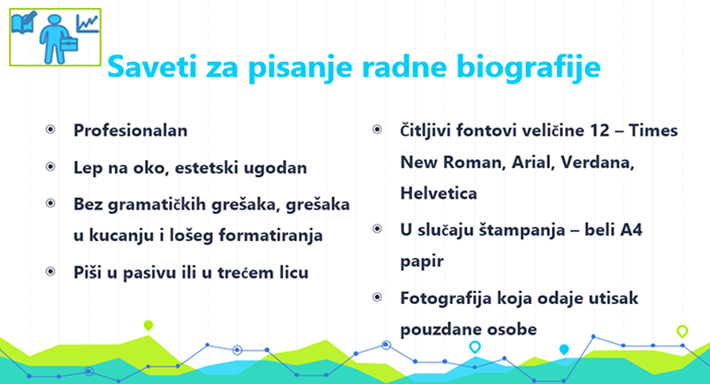 Saveti za pisanje radne biografije
Profesionalan
Lep na oko, estetski ugodan
Bez gramatičkih grešaka, grešaka
u kucanju i lošeg formatiranja
Piši u pasivu ili u trećem licu
Čitljivi fontovi veličine 12 – Times
New Roman, Arial, Verdana,
Helvetica
U slučaju štampanja – beli A4
papir
Fotografija koja odaje utisak
pouzdane osobe